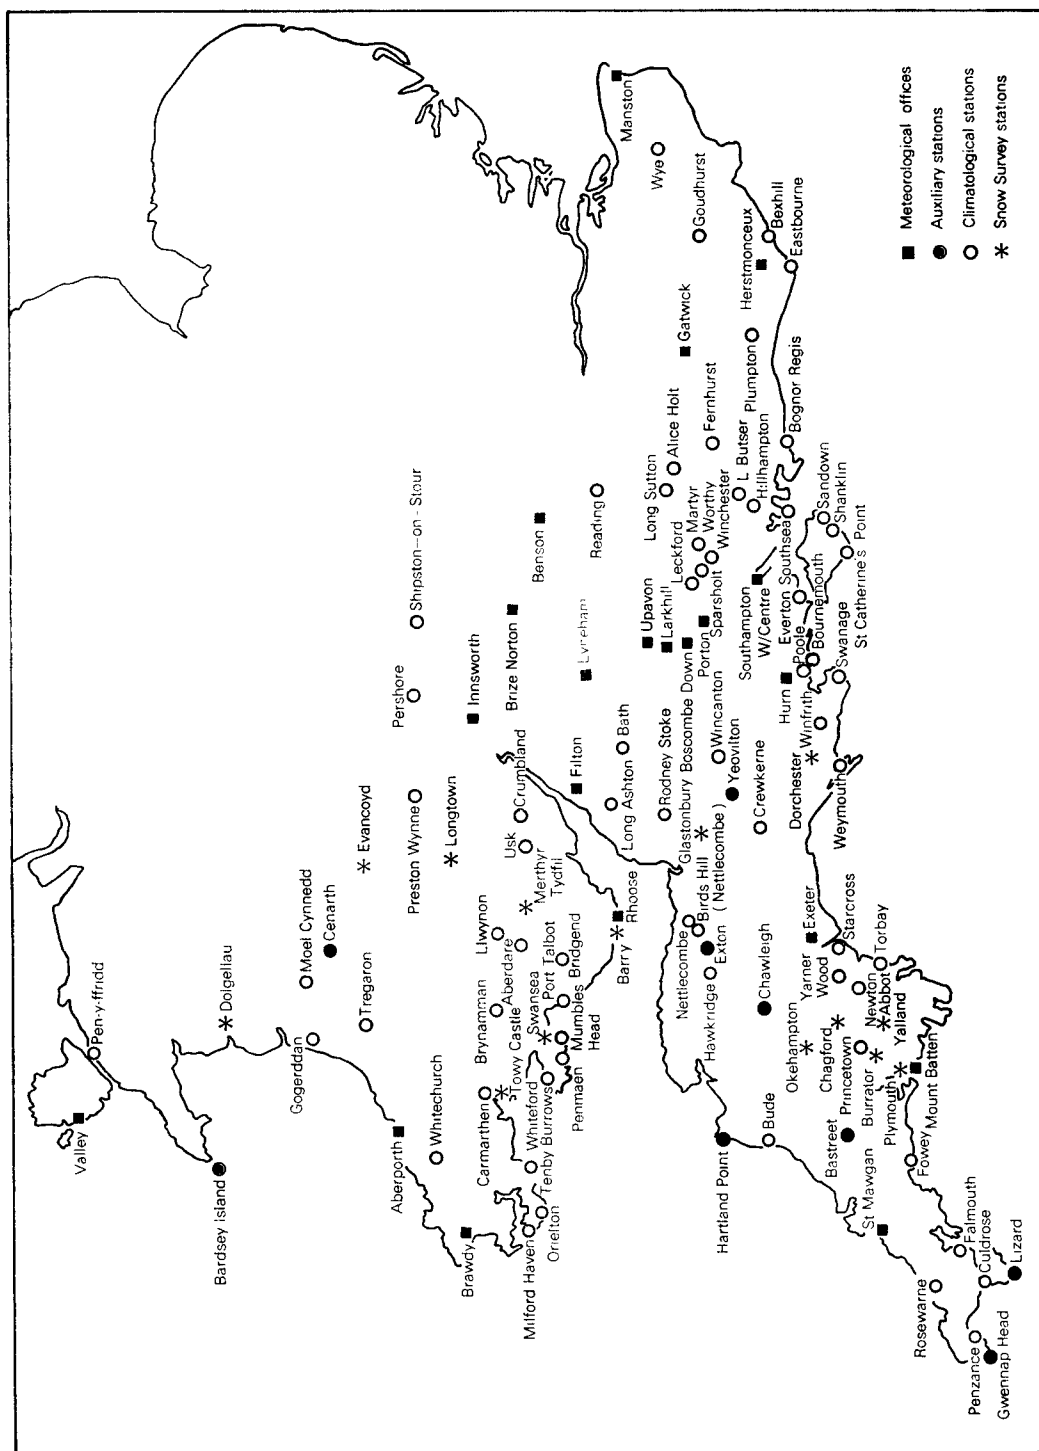 Valley
Pen-y-ffridd
Bardsey Island
Dolgellau
Gogerddan
Moel Cynnedd
Cenarth
Tregaron
Evancoyd
Aberporth
Whitechurch
Preston Wynne
Pershore
Shipston-on-Stour
Longtown
Innsworth
Brawdy
Carmarthen
Brynamman
Llwynon
Aberdare
Towy Castle
Swansea
Port Talbot
Merthyr
Tydfil
Usk
Crumbland
Brize Norton
Benson
Milford Haven
Orielton
Whiteford
Tenby Burrows
Penmaen
Mumbles
Head
Bridgend
Barry
Rhoose
Filton
Lyneham
Reading
Long Ashton
Bath
Manston
Wye
Goudhurst
Gatwick
Herstmonceux
Bexhill
Eastbourne
Plumpton
Fernhurst
Alice Holt
Long Sutton
Upavon
Larkhill
Leckford
Martyr
Worthy
Winchester
Sparsholt
Porton
Boscombe Down
Rodney Stoke
Glastonbury
Wincanton
Yeovilton
Crewkerne
L Butser
Hillhampton
Bognor Regis
Southampton
W/Centre
Southsea
Everton
Sandown
Shanklin
St Catherine's Point
Bournemouth
Poole
Hurn
Swanage
Winfrith
Dorchester
Weymouth
Nettlecombe
Birds Hill
(Nettlecombe)
Exton
Hawkridge
Hartland Point
Bude
Chawleigh
Okehampton
Exeter
Starcross
Yarner
Wood
Torbay
Newton
Abbot
Chagford
Princetown
Yalland
Burrator
Plymouth
Mount Batten
Bastreet
St Mawgan
Fowey
Rosewarne
Falmouth
Culdrose
Lizard
Penzance
Gwennap Head
Meteorological offices
Auxiliary stations
Climatological stations
Snow Survey stations